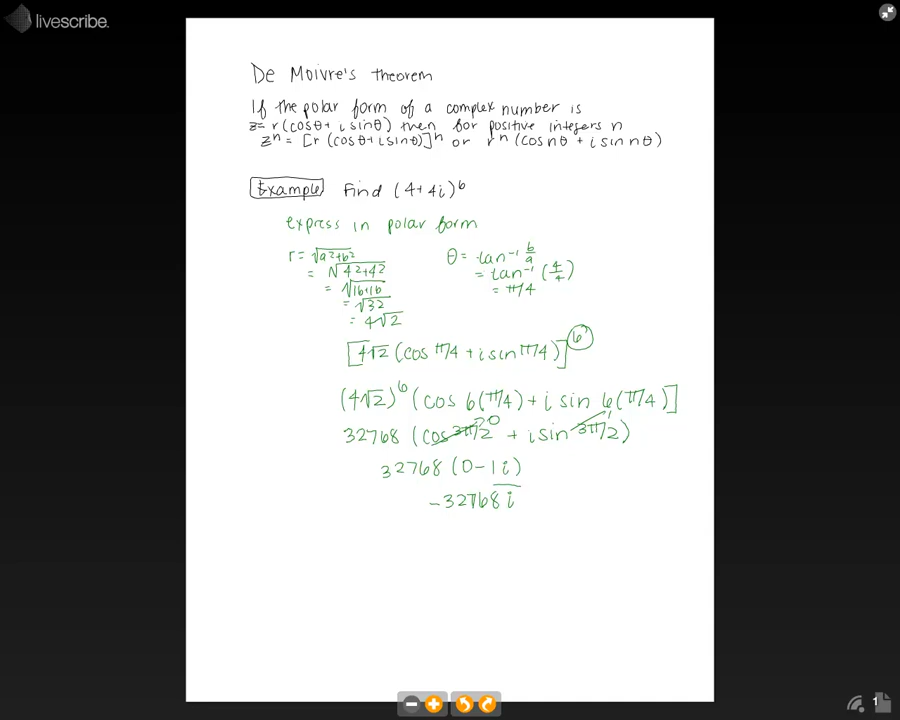 livescribe.
De Moivre's theorem
If the polar form of a complex number is
z= r(cosθ+ i sinθ) then for positive integers n
zⁿ = [r (cosθ+isinθ)]ⁿ or rⁿ (cos nθ + i sin nθ)
Example Find (4+4i)⁶
express in polar form
r= √a²+b² θ= tan⁻¹ b/a
= √4²+4² = tan⁻¹ (4/4)
= √16+16 = π/4
= √32
= 4√2
[4√2 (cos π/4 + i sin π/4)]⁶
(4√2)⁶ (cos 6(π/4) + i sin 6(π/4)]
32768 (cos 3π/2 0 + i sin 3π/2)
32768 (0-1i)
-32768i
1